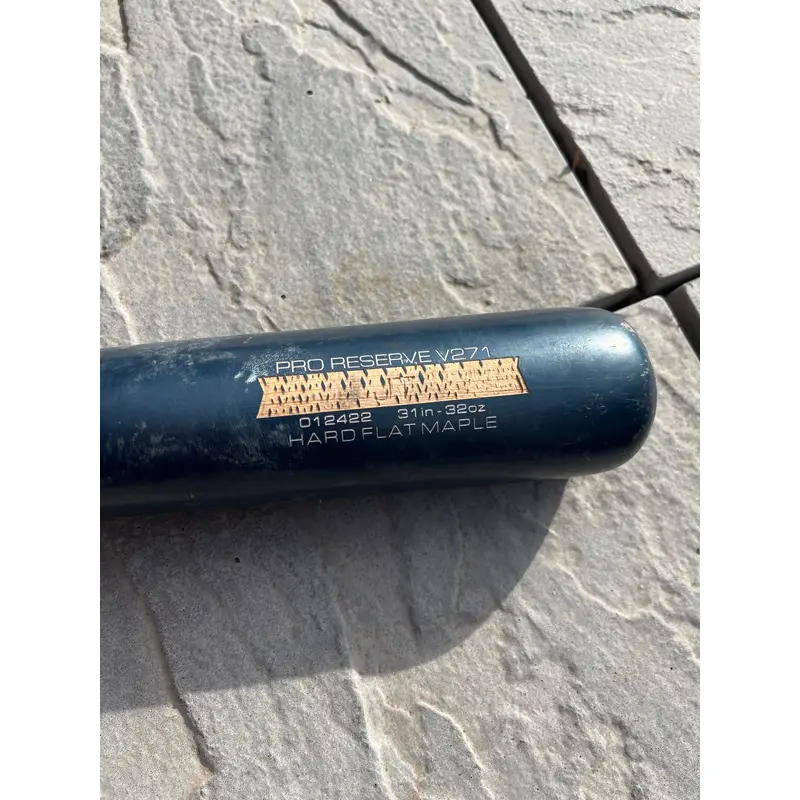 PRO RESERVE V271
012422 31in-32oz
HARD FLAT MAPLE